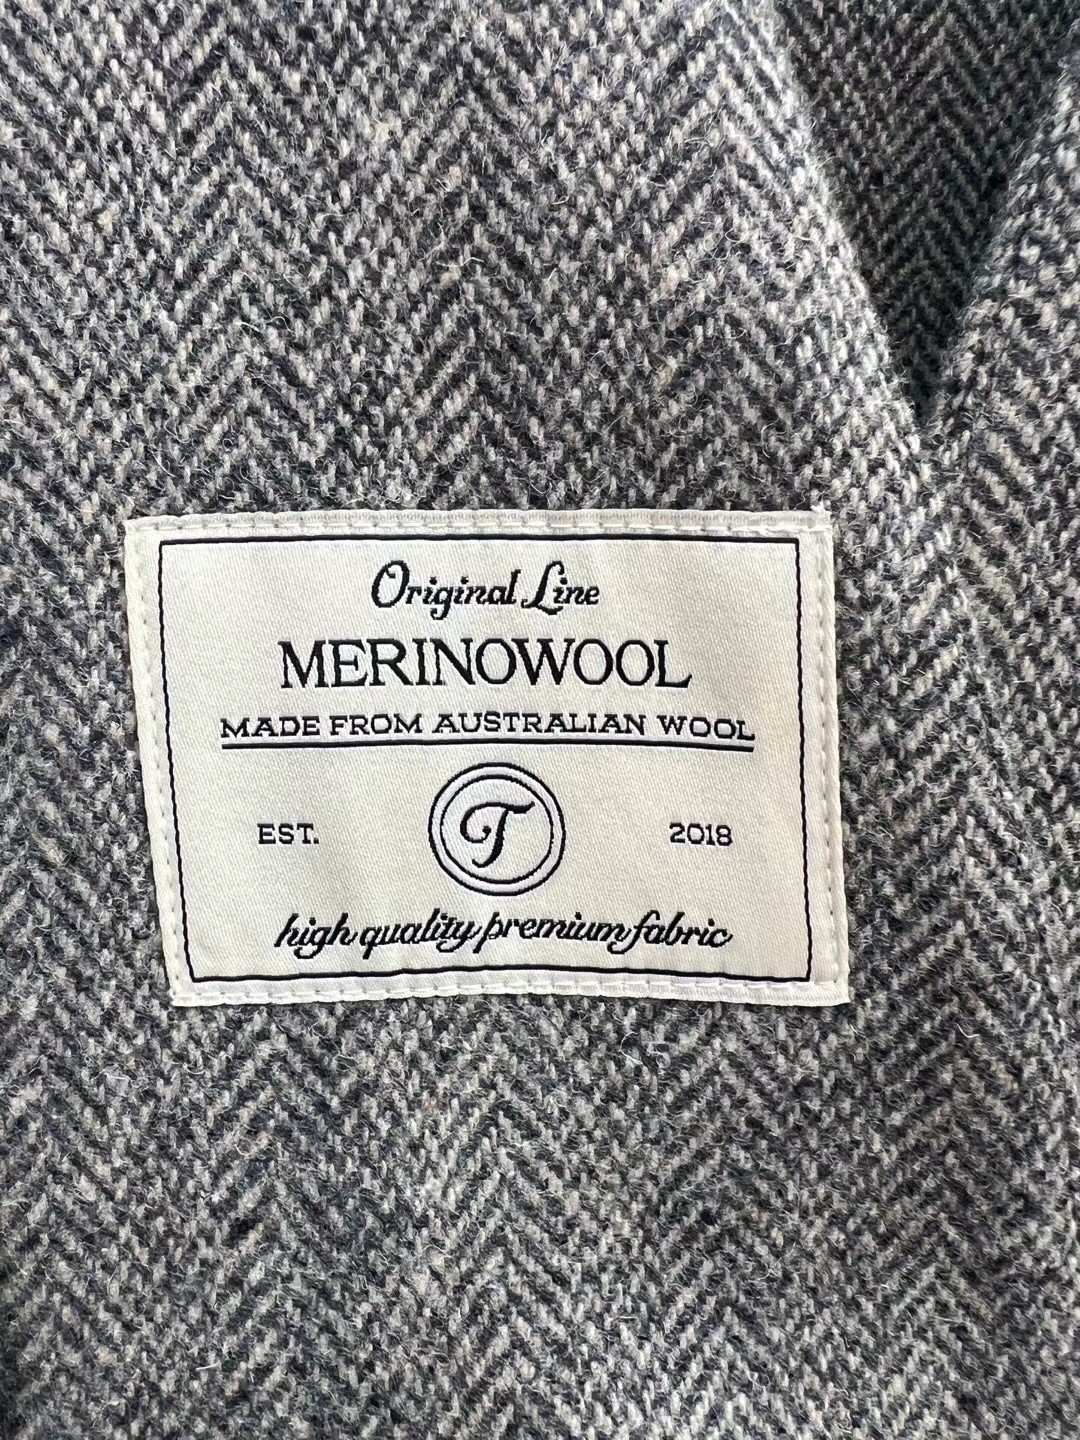 Original Line
MERINOWOOL
MADE FROM AUSTRALIAN WOOL
EST. T 2018
high quality premium fabric